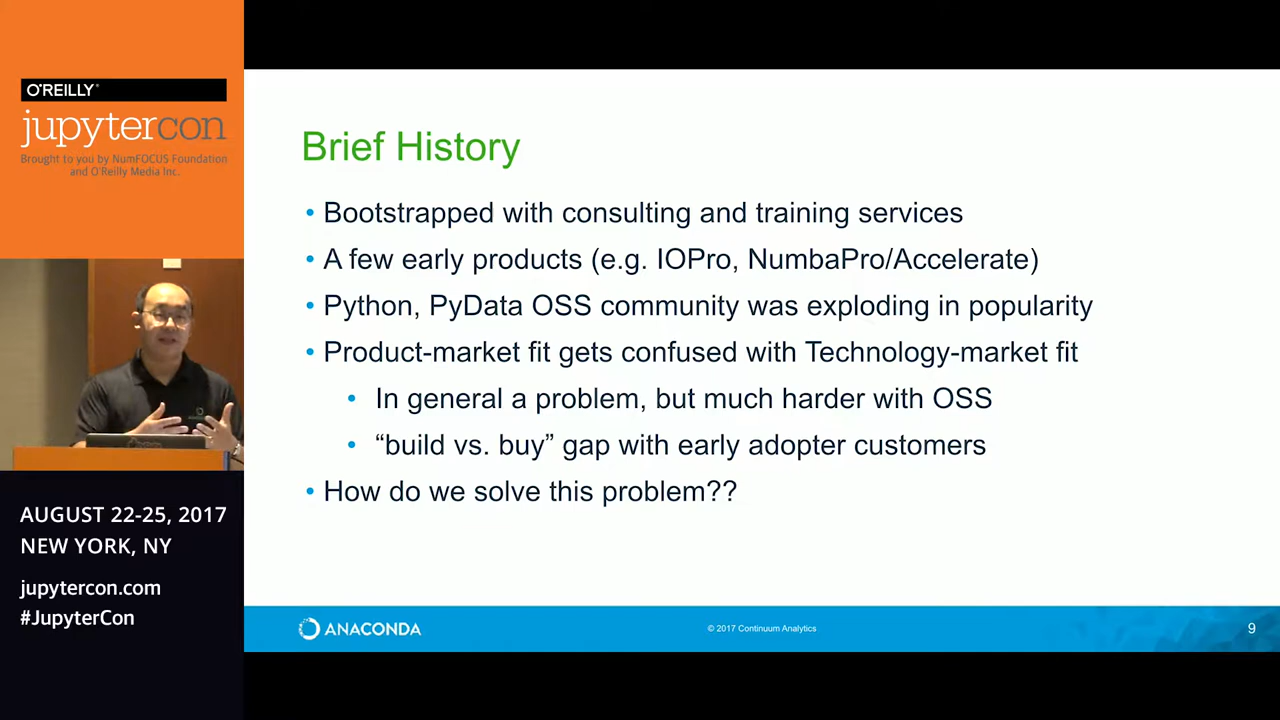 O'REILLY®
jupytercon
Brought to you by NumFOCUS Foundation
and O'Reilly Media Inc.
AUGUST 22-25, 2017
NEW YORK, NY
jupytercon.com
#JupyterCon
Brief History
• Bootstrapped with consulting and training services
• A few early products (e.g. IOPro, NumbaPro/Accelerate)
• Python, PyData OSS community was exploding in popularity
• Product-market fit gets confused with Technology-market fit
• In general a problem, but much harder with OSS
• “build vs. buy” gap with early adopter customers
• How do we solve this problem??
ANACONDA
© 2017 Continuum Analytics
9